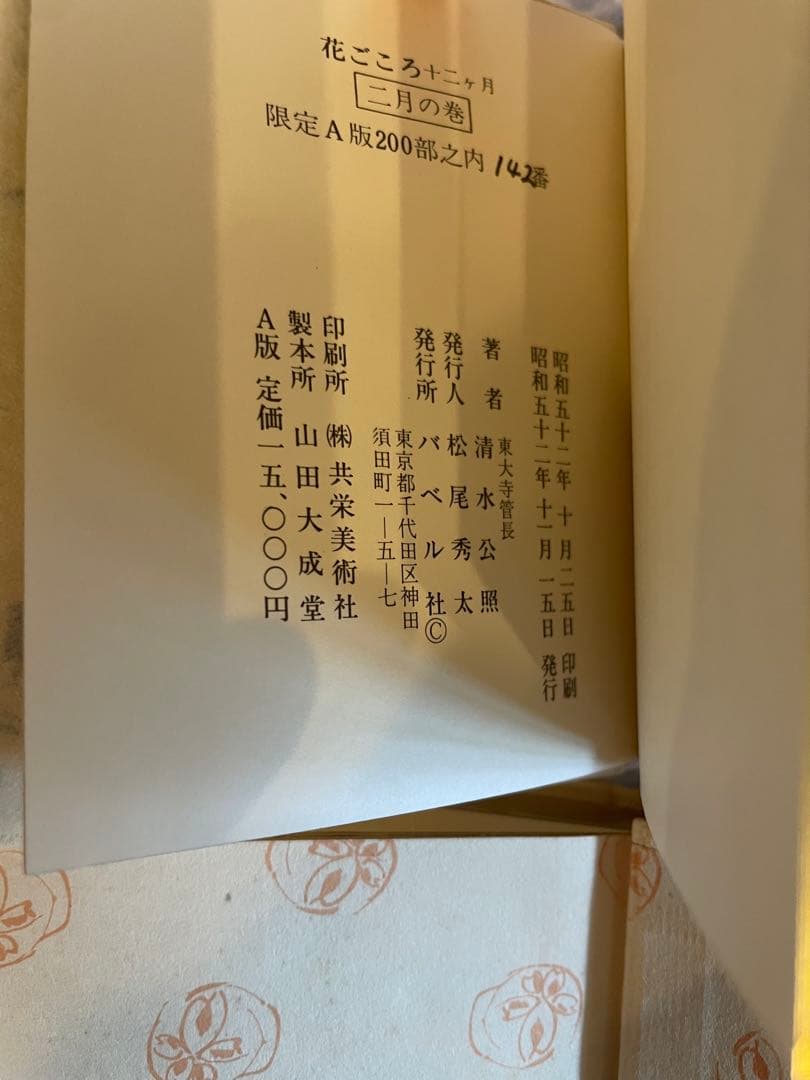 花ごころ十二ヶ月
二月の巻
限定A版200部之内 142番
昭和五十二年 十 月二五日 印刷
昭和五十二年 十一月 一五日 発行
東大寺管長
著者 清水公照
発行人 松尾秀太
発行所 バベル社©
東京都千代田区神田
須田町一―五―七
印刷所 ㈱共栄美術社
製本所 山田大成堂
A版 定価一五、〇〇〇円